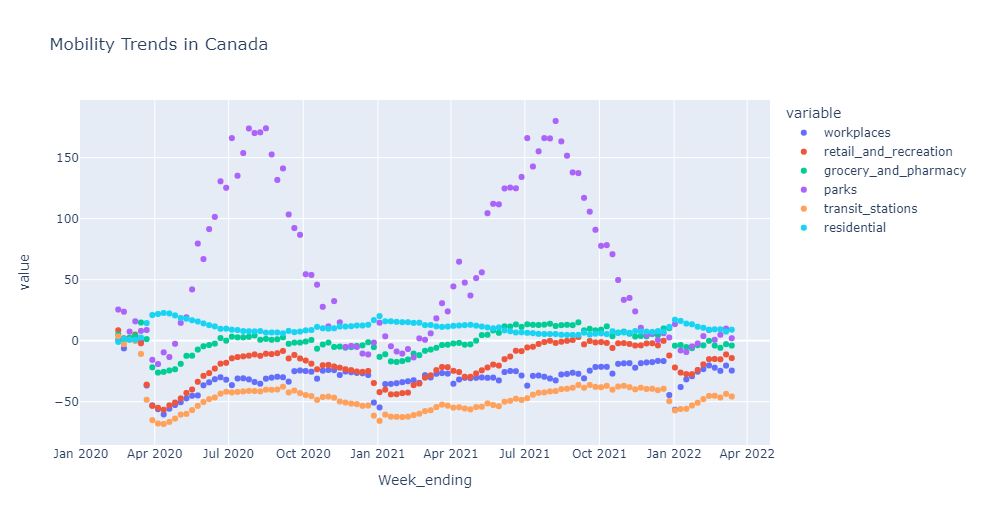 Mobility Trends in Canada
variable
workplaces
retail_and_recreation
grocery_and_pharmacy
parks
transit_stations
residential
value
150
100
50
0
−50
Jan 2020 Apr 2020 Jul 2020 Oct 2020 Jan 2021 Apr 2021 Jul 2021 Oct 2021 Jan 2022 Apr 2022
Week_ending